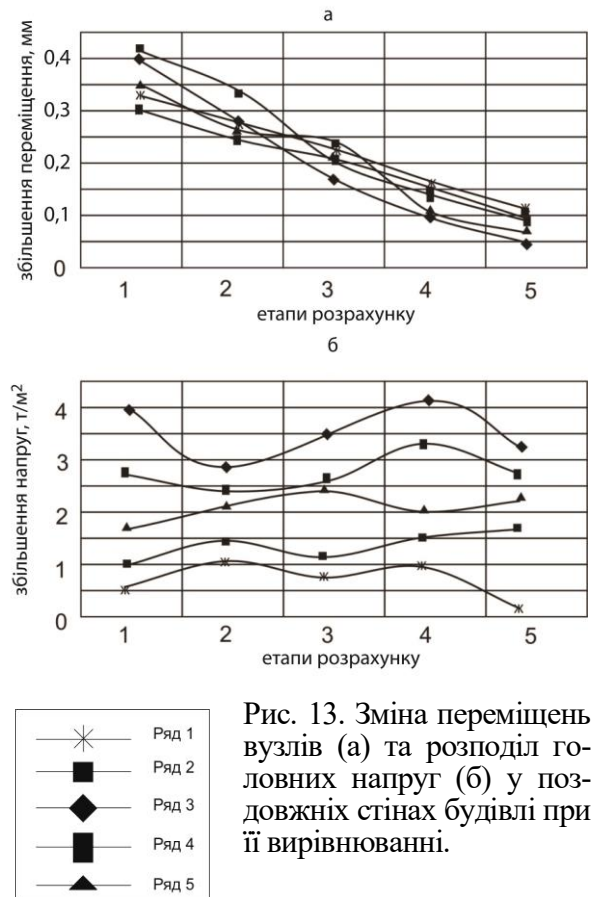 а
збільшення переміщення, мм
0,4
0,3
0,2
0,1
0
1 2 3 4 5
етапи розрахунку
б
збільшення напруг, т/м²
4
3
2
1
0
1 2 3 4 5
етапи розрахунку
Ряд 1
Ряд 2
Ряд 3
Ряд 4
Ряд 5
Рис. 13. Зміна переміщень
вузлів (а) та розподіл го-
ловних напруг (б) у поз-
довжніх стінах будівлі при
її вирівнюванні.